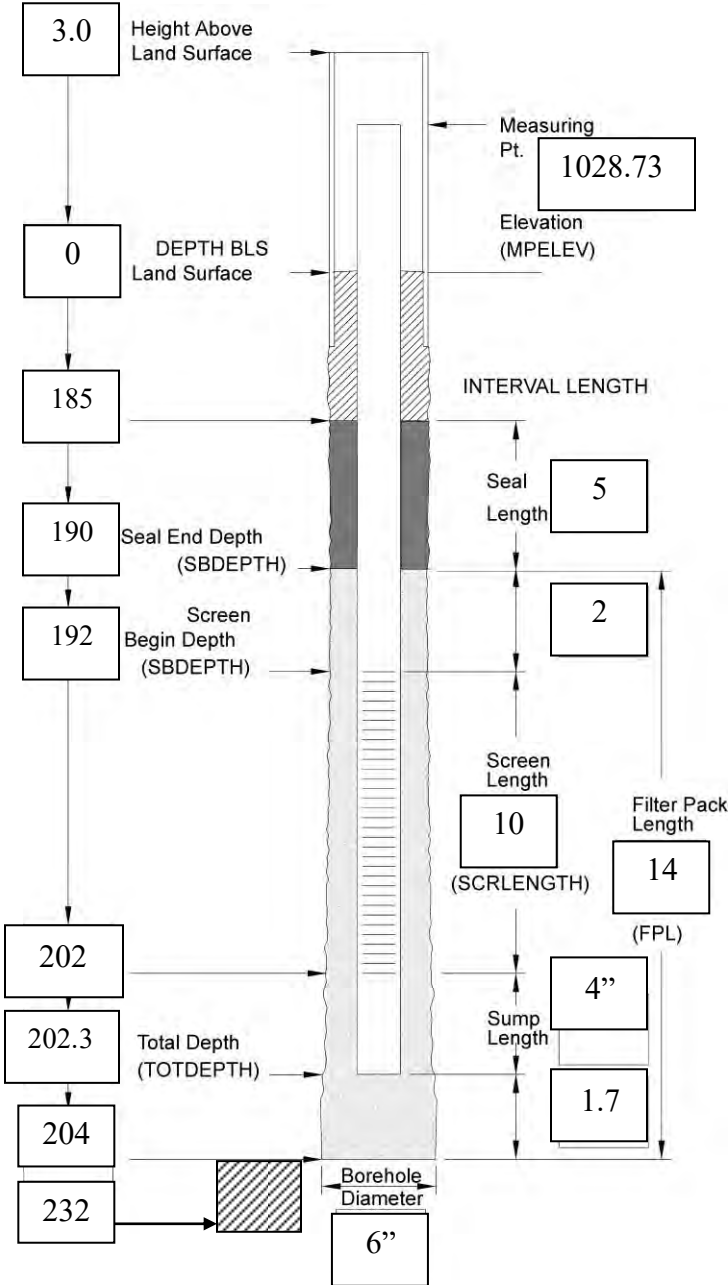 3.0
Height Above
Land Surface
Measuring
Pt.
1028.73
Elevation
(MPELEV)
0
DEPTH BLS
Land Surface
185
INTERVAL LENGTH
Seal
Length
5
190
Seal End Depth
(SBDEPTH)
2
192
Screen
Begin Depth
(SBDEPTH)
Screen
Length
10
(SCRLENGTH)
Filter Pack
Length
14
(FPL)
202
4”
202.3
Total Depth
(TOTDEPTH)
Sump
Length
1.7
204
232
Borehole
Diameter
6”